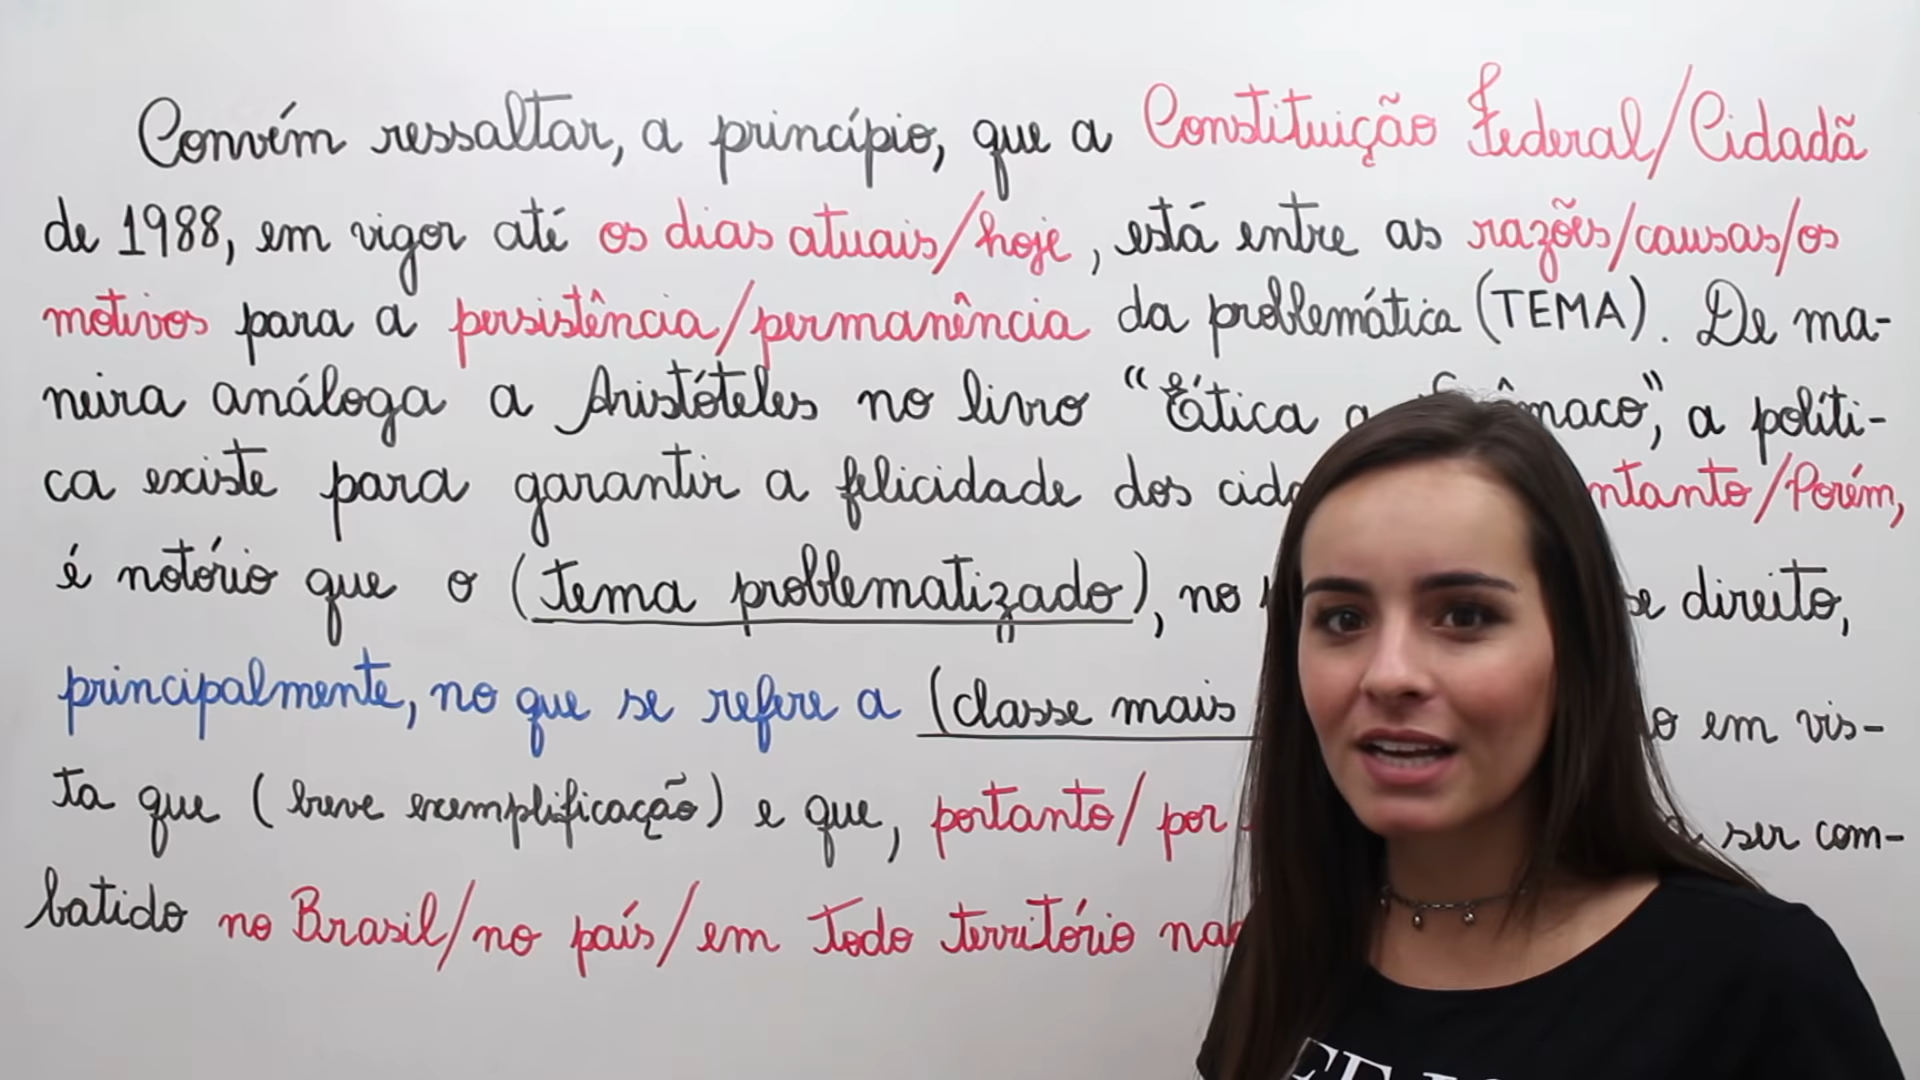 Convém ressaltar, a princípio, que a Constituição Federal/Cidadã
de 1988, em vigor até os dias atuais/hoje, está entre as razões/causas/os
motivos para a persistência/permanência da problemática (TEMA). De ma-
neira análoga a Aristóteles no livro "Ética a maco", a políti-
ca existe para garantir a felicidade dos cida ntanto/Porém,
é notório que o (tema problematizado), no se direito,
principalmente, no que se refere a (classe mais o em vis-
ta que (breve exemplificação) e que, portanto/por a ser com-
batido no Brasil/no país/em todo território nac